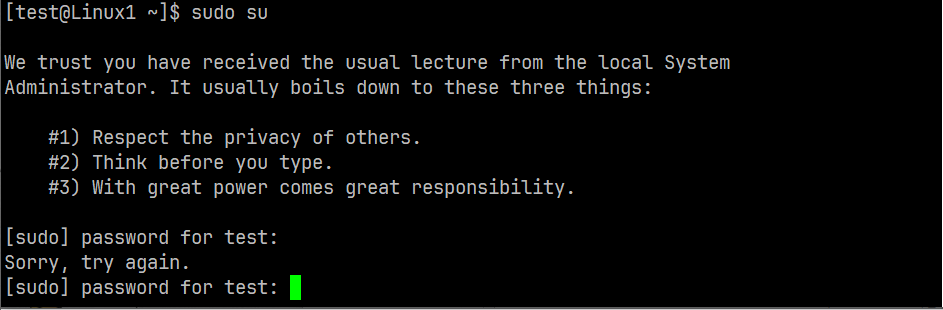 [test@Linux1 ~]$ sudo su
We trust you have received the usual lecture from the local System
Administrator. It usually boils down to these three things:
#1) Respect the privacy of others.
#2) Think before you type.
#3) With great power comes great responsibility.
[sudo] password for test:
Sorry, try again.
[sudo] password for test: